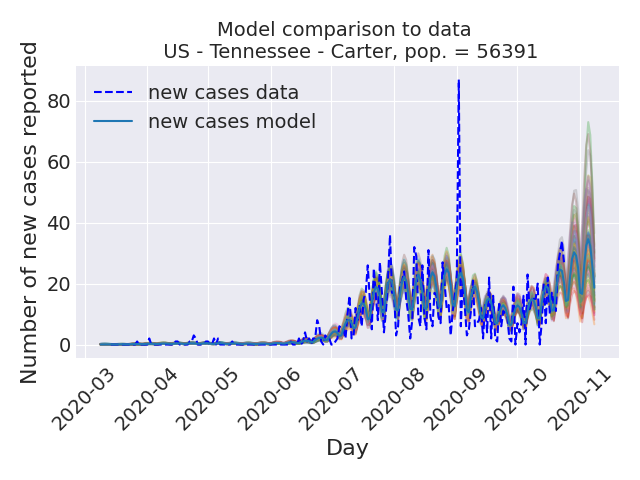 Model comparison to data
US - Tennessee - Carter, pop. = 56391
Number of new cases reported
80
60
40
20
0
new cases data
new cases model
2020-03
2020-04
2020-05
2020-06
2020-07
2020-08
2020-09
2020-10
2020-11
Day